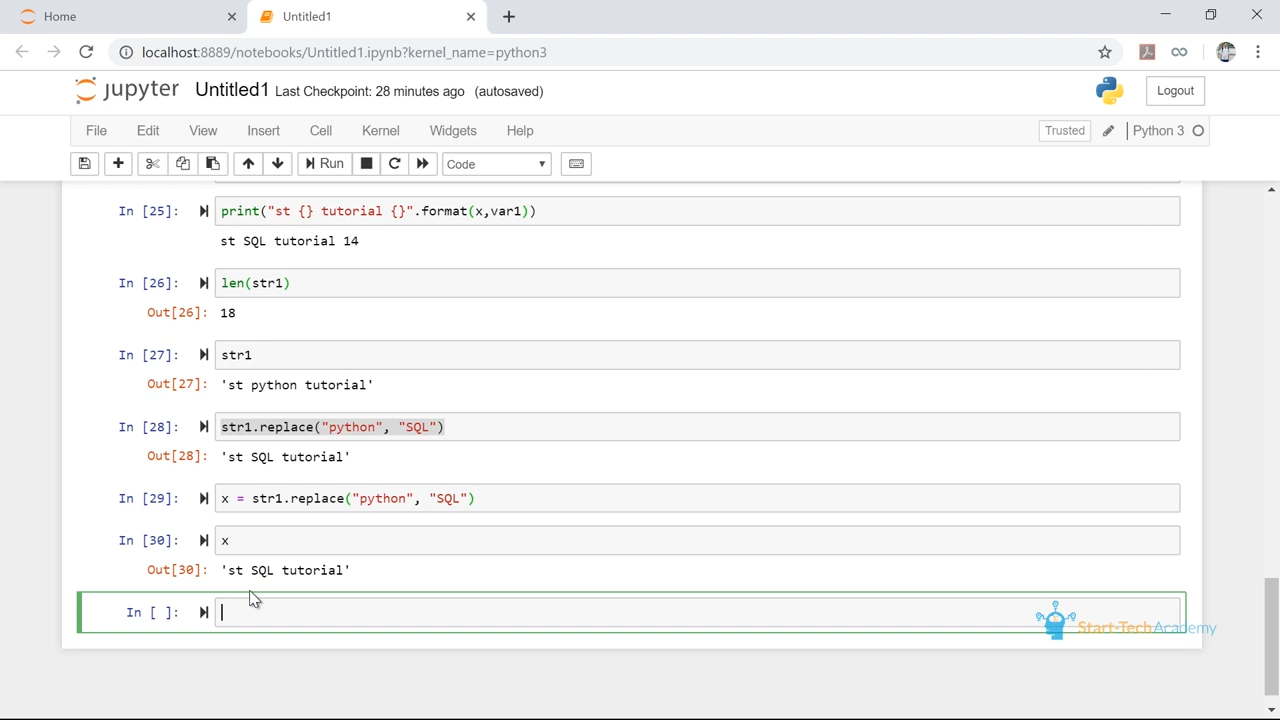 Home
Untitled1
localhost:8889/notebooks/Untitled1.ipynb?kernel_name=python3
jupyter Untitled1 Last Checkpoint: 28 minutes ago (autosaved)
Logout
File Edit View Insert Cell Kernel Widgets Help
Trusted
Python 3
Run
Code
In [25]: print("st {} tutorial {}".format(x,var1))
st SQL tutorial 14
In [26]: len(str1)
Out[26]: 18
In [27]: str1
Out[27]: 'st python tutorial'
In [28]: str1.replace("python", "SQL")
Out[28]: 'st SQL tutorial'
In [29]: x = str1.replace("python", "SQL")
In [30]: x
Out[30]: 'st SQL tutorial'
In [ ]:
Start-TechAcademy